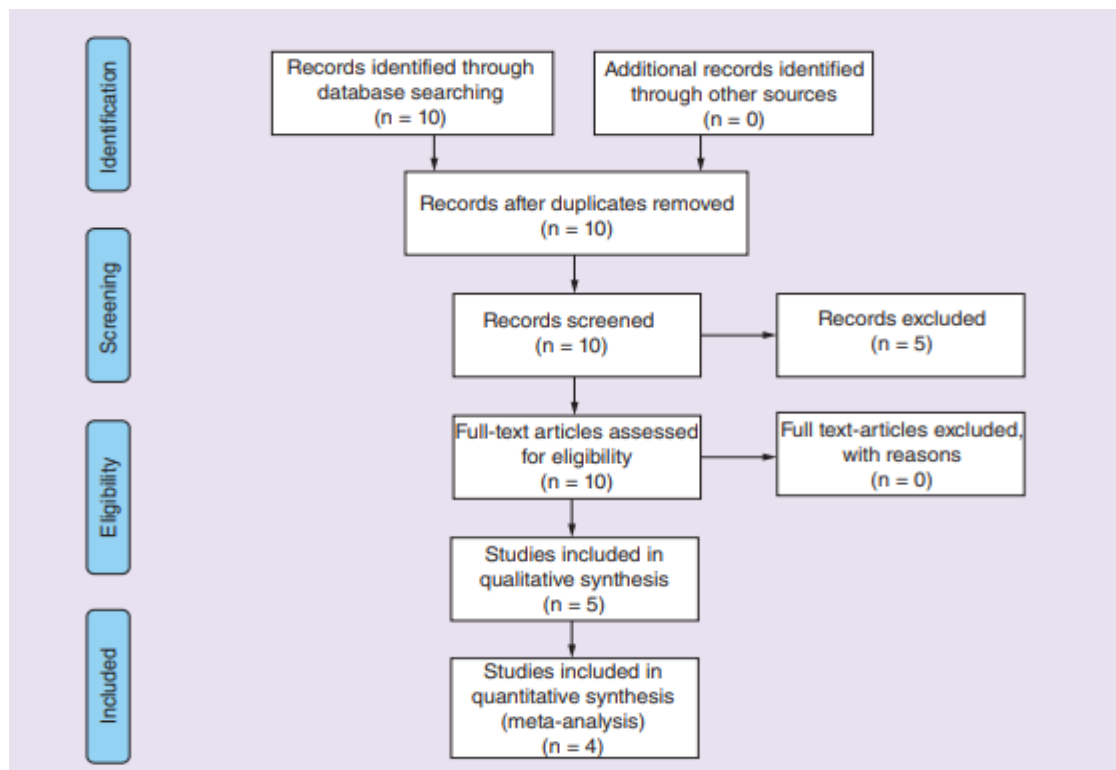 Identification
Records identified through
database searching
(n = 10)
Additional records identified
through other sources
(n = 0)
Records after duplicates removed
(n = 10)
Screening
Records screened
(n = 10)
Records excluded
(n = 5)
Eligibility
Full-text articles assessed
for eligibility
(n = 10)
Full text-articles excluded,
with reasons
(n = 0)
Studies included in
qualitative synthesis
(n = 5)
Included
Studies included in
quantitative synthesis
(meta-analysis)
(n = 4)